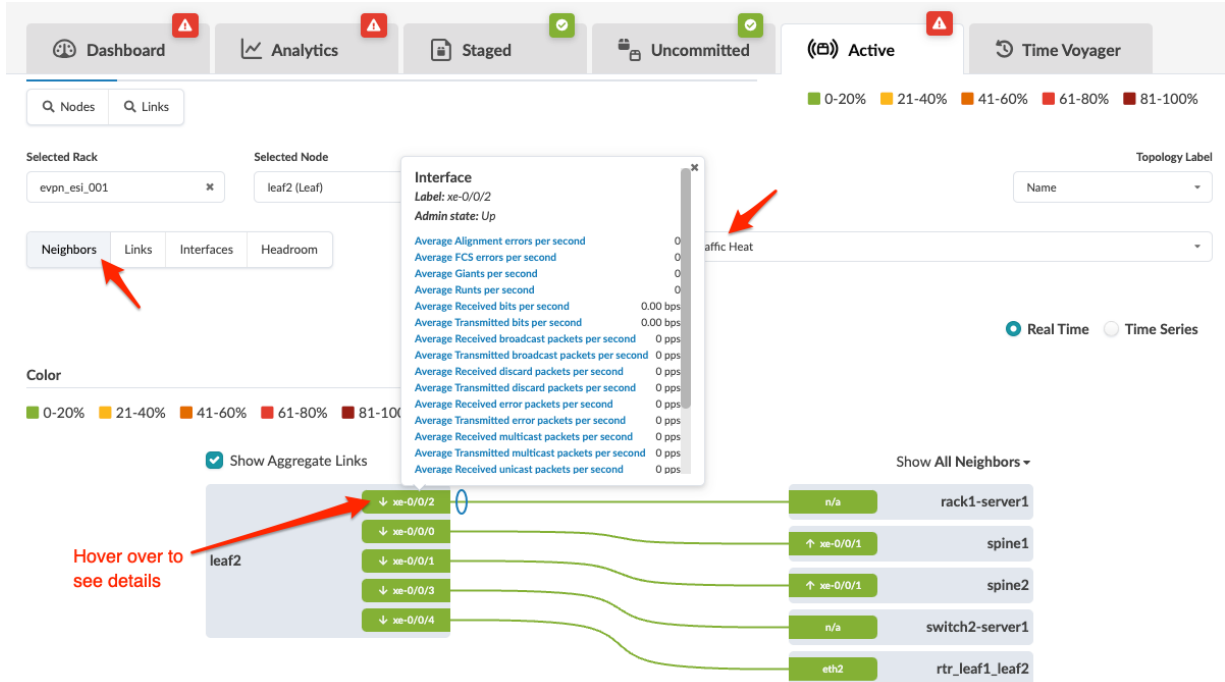 Dashboard
Analytics
Staged
Uncommitted
Active
Time Voyager
Nodes
Links
0-20%
21-40%
41-60%
61-80%
81-100%
Selected Rack
Selected Node
Topology Label
evpn_esi_001
leaf2 (Leaf)
Name
Neighbors
Links
Interfaces
Headroom
affic Heat
Interface
Label: xe-0/0/2
Admin state: Up
Average Alignment errors per second 0
Average FCS errors per second 0
Average Giants per second 0
Average Runts per second 0
Average Received bits per second 0.00 bps
Average Transmitted bits per second 0.00 bps
Average Received broadcast packets per second 0 pps
Average Transmitted broadcast packets per second 0 pps
Average Received discard packets per second 0 pps
Average Transmitted discard packets per second 0 pps
Average Received error packets per second 0 pps
Average Transmitted error packets per second 0 pps
Average Received multicast packets per second 0 pps
Average Transmitted multicast packets per second 0 pps
Average Received unicast packets per second 0 pps
Real Time
Time Series
Color
0-20%
21-40%
41-60%
61-80%
81-100
Show Aggregate Links
Show All Neighbors
Hover over to
see details
leaf2
xe-0/0/2
xe-0/0/0
xe-0/0/1
xe-0/0/3
xe-0/0/4
n/a
rack1-server1
xe-0/0/1
spine1
xe-0/0/1
spine2
n/a
switch2-server1
eth2
rtr_leaf1_leaf2